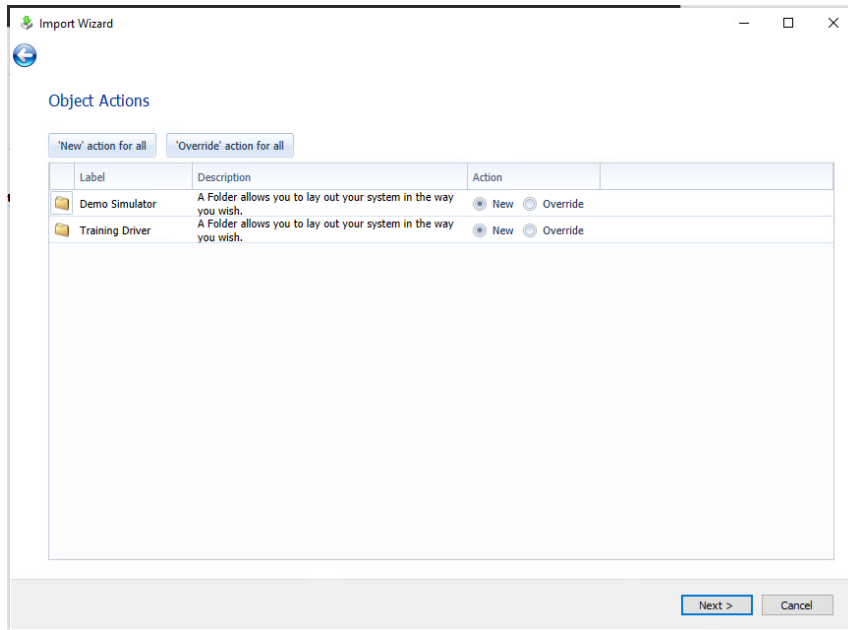 Import Wizard
Object Actions
'New' action for all 'Override' action for all
Label Description Action
Demo Simulator A Folder allows you to lay out your system in the way you wish. New Override
Training Driver A Folder allows you to lay out your system in the way you wish. New Override
Next > Cancel